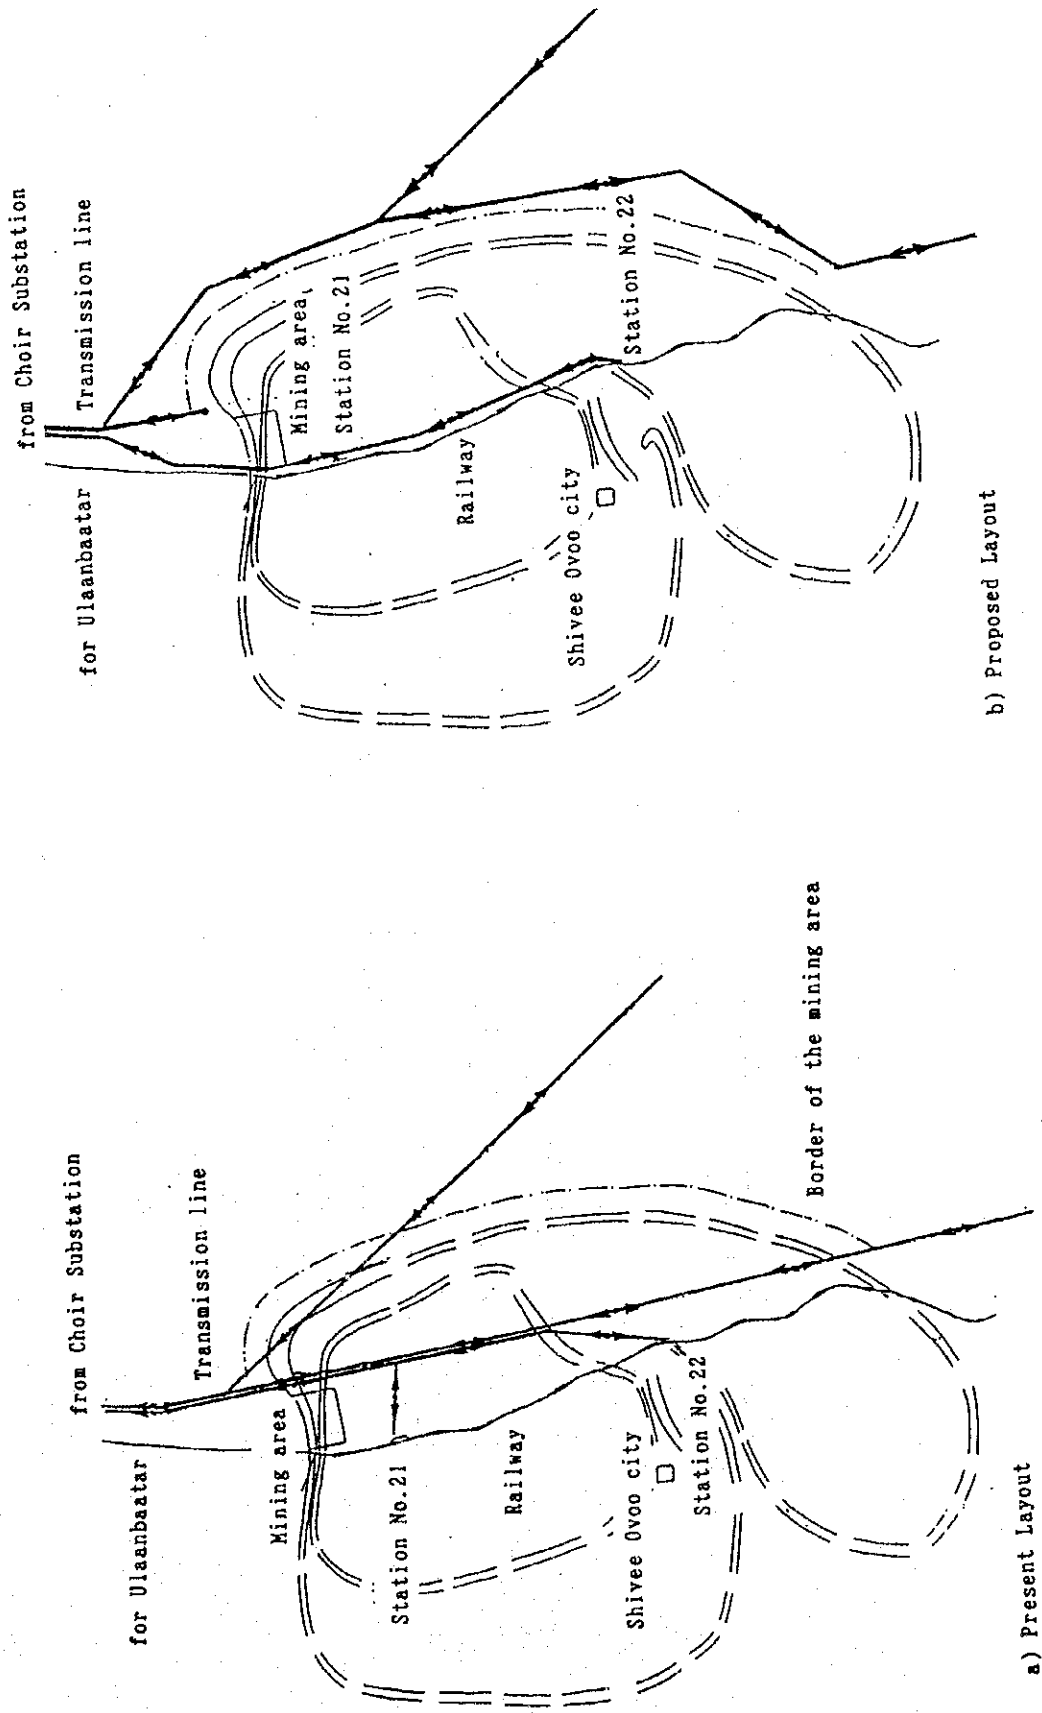 from Choir Substation
Transmission line
for Ulaanbaatar
Mining area
Station No.21
Railway
Shivee Ovoo city
Station No.22
Border of the mining area
a) Present Layout
from Choir Substation
Transmission line
for Ulaanbaatar
Mining area
Station No.21
Railway
Shivee Ovoo city
Station No.22
b) Proposed Layout